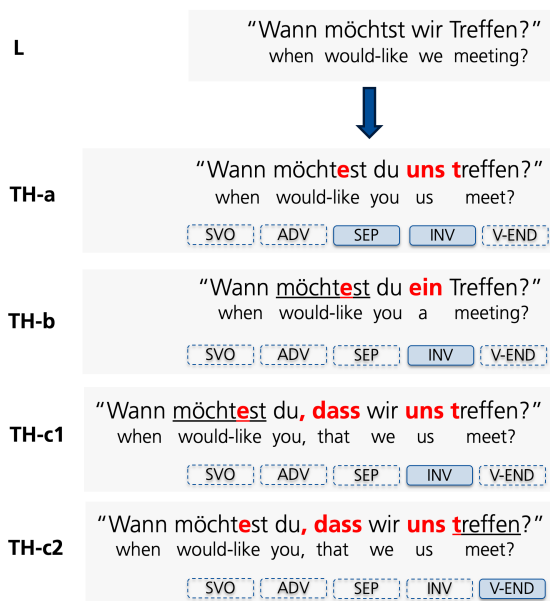 L
“Wann möchtst wir Treffen?”
when would-like we meeting?
TH-a
“Wann möchtest du uns treffen?”
when would-like you us meet?
SVO ADV SEP INV V-END
TH-b
“Wann möchtest du ein Treffen?”
when would-like you a meeting?
SVO ADV SEP INV V-END
TH-c1
“Wann möchtest du, dass wir uns treffen?”
when would-like you, that we us meet?
SVO ADV SEP INV V-END
TH-c2
“Wann möchtest du, dass wir uns treffen?”
when would-like you, that we us meet?
SVO ADV SEP INV V-END